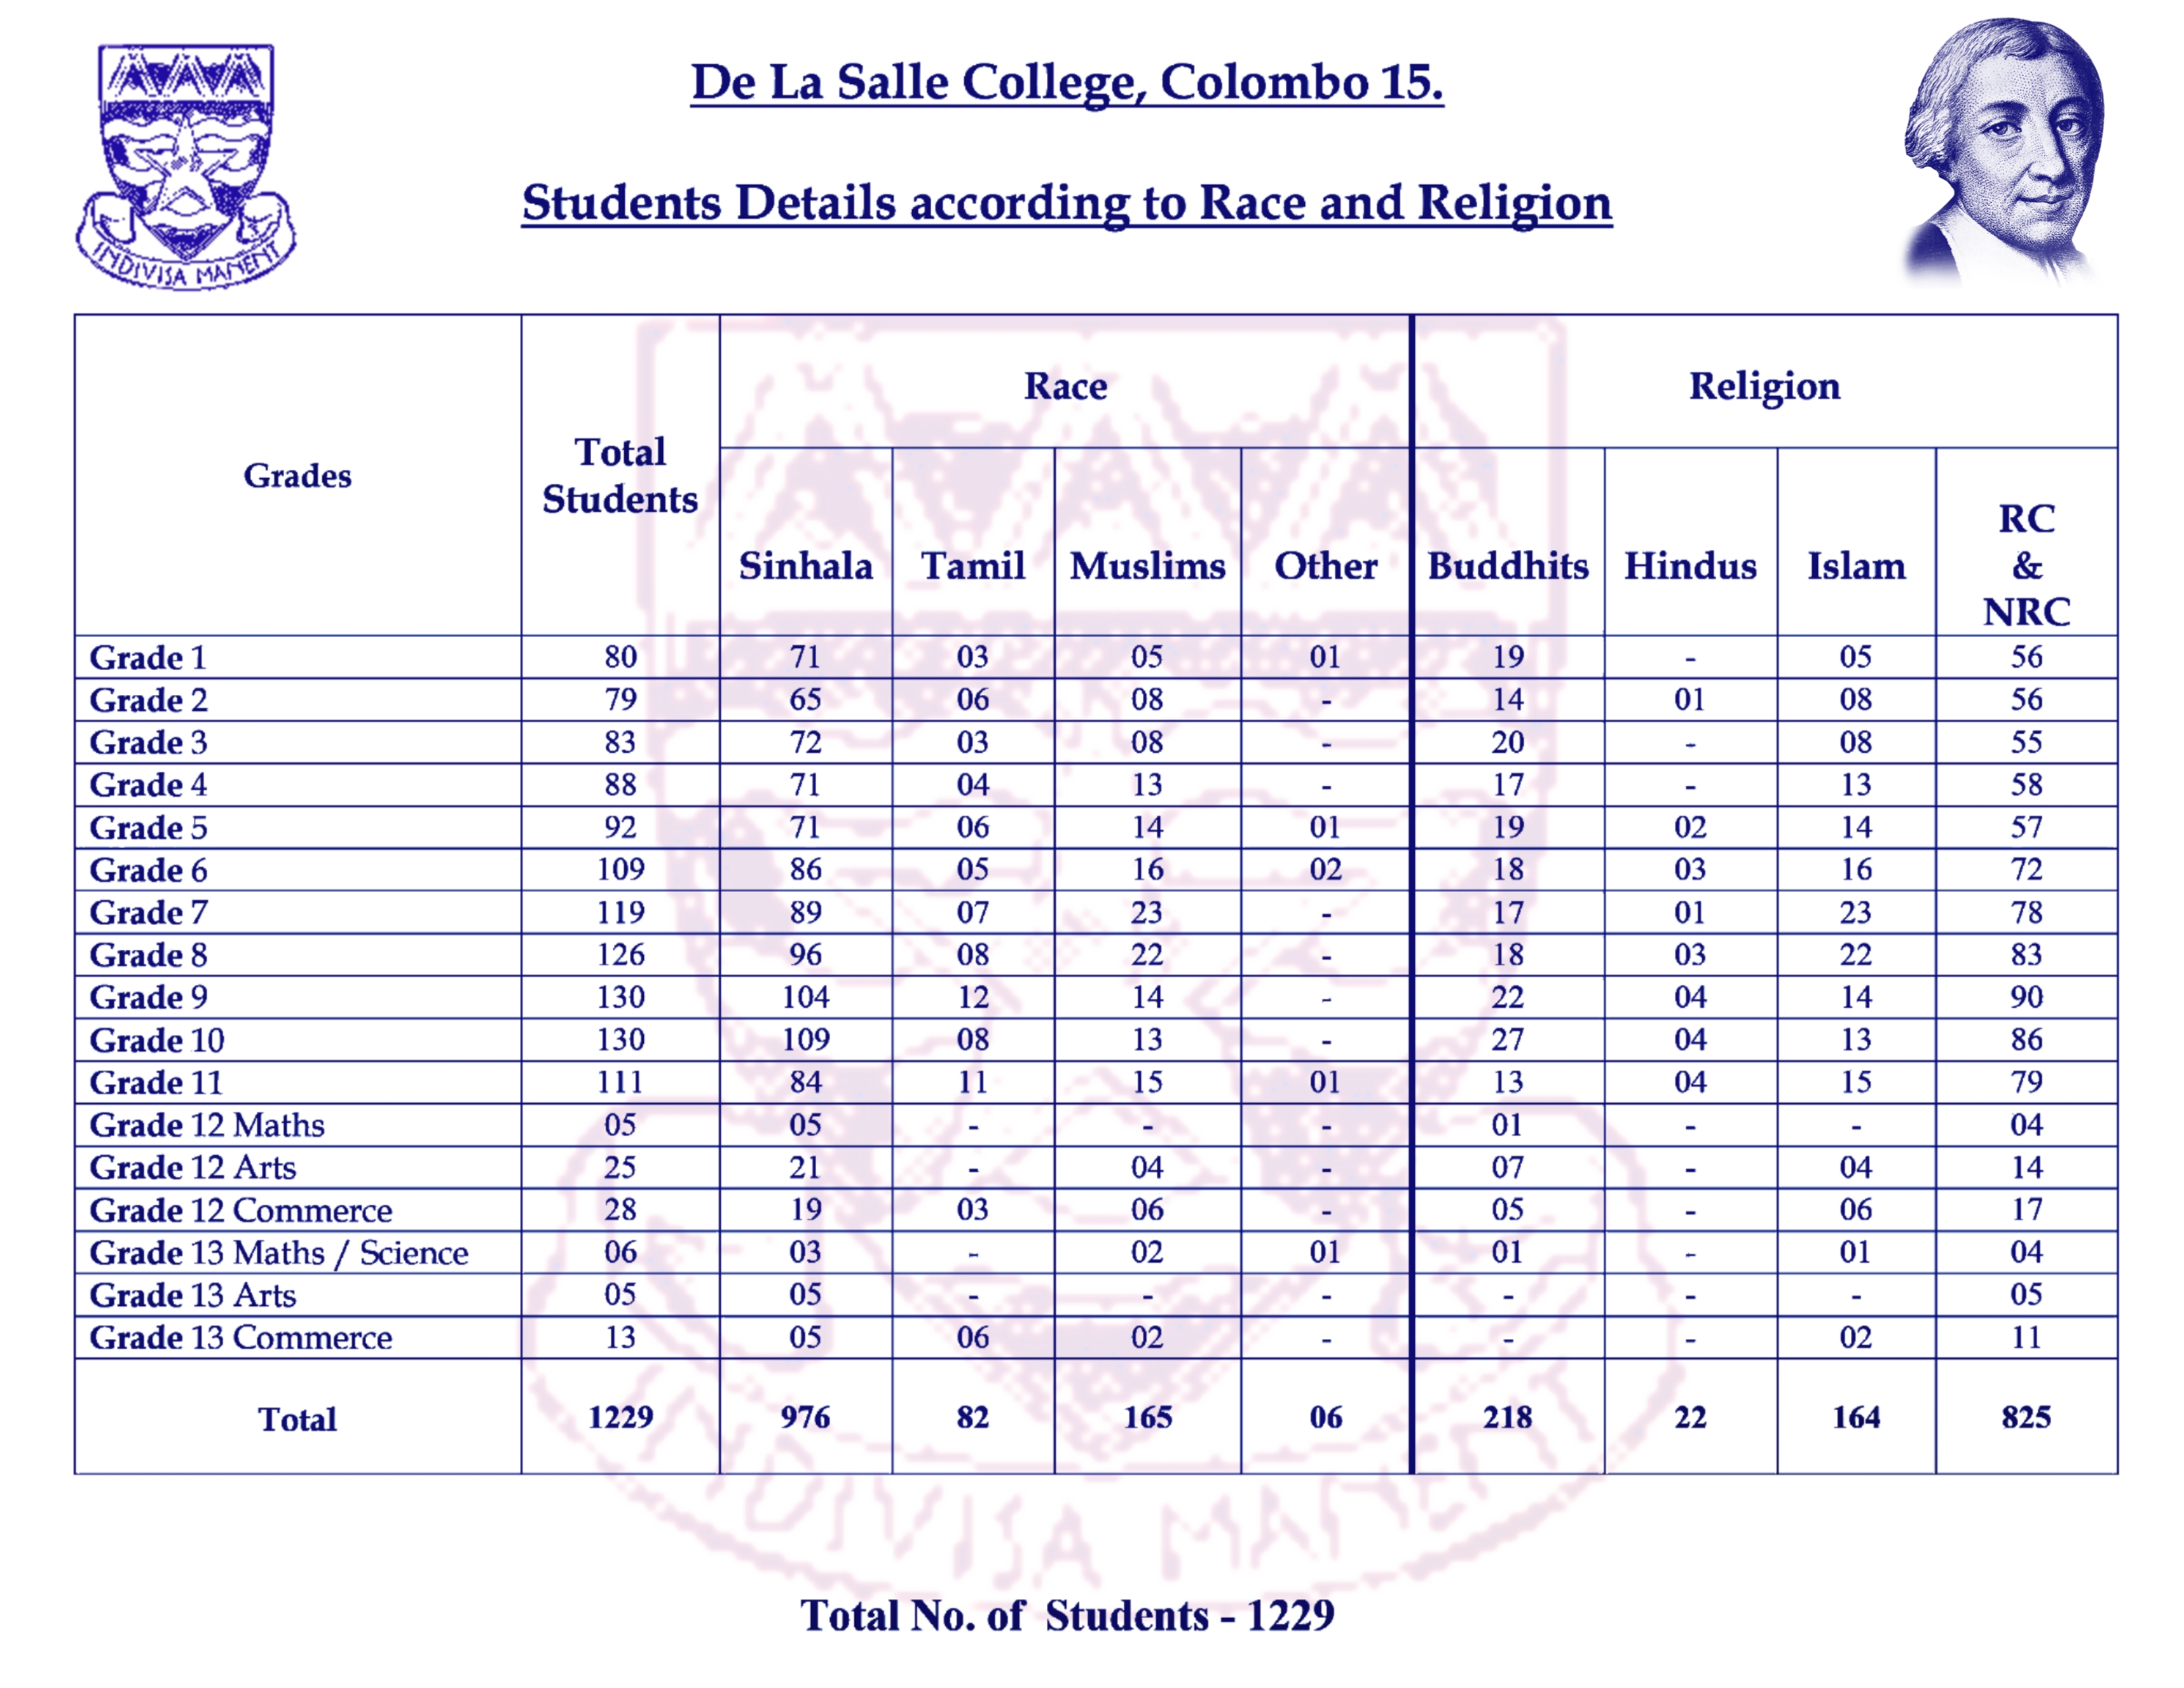 De La Salle College, Colombo 15.
Students Details according to Race and Religion
INDIVISA MANENT
Grades Total Students Race Religion
Sinhala Tamil Muslims Other Buddhits Hindus Islam RC & NRC
Grade 1 80 71 03 05 01 19 - 05 56
Grade 2 79 65 06 08 - 14 01 08 56
Grade 3 83 72 03 08 - 20 - 08 55
Grade 4 88 71 04 13 - 17 - 13 58
Grade 5 92 71 06 14 01 19 02 14 57
Grade 6 109 86 05 16 02 18 03 16 72
Grade 7 119 89 07 23 - 17 01 23 78
Grade 8 126 96 08 22 - 18 03 22 83
Grade 9 130 104 12 14 - 22 04 14 90
Grade 10 130 109 08 13 - 27 04 13 86
Grade 11 111 84 11 15 01 13 04 15 79
Grade 12 Maths 05 05 - - - 01 - - 04
Grade 12 Arts 25 21 - 04 - 07 - 04 14
Grade 12 Commerce 28 19 03 06 - 05 - 06 17
Grade 13 Maths / Science 06 03 - 02 01 01 - 01 04
Grade 13 Arts 05 05 - - - - - - 05
Grade 13 Commerce 13 05 06 02 - - - 02 11
Total 1229 976 82 165 06 218 22 164 825
INDIVISA MANENT
Total No. of Students - 1229